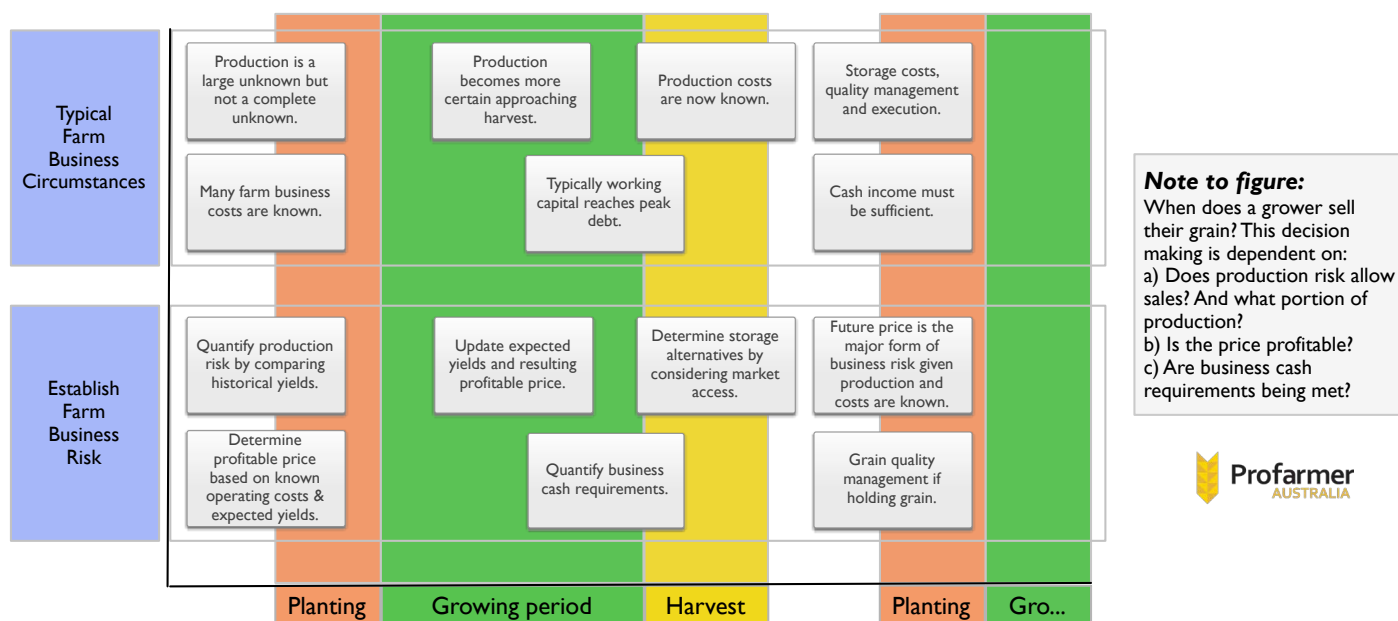 Typical
Farm
Business
Circumstances
Production is a
large unknown but
not a complete
unknown.
Production
becomes more
certain approaching
harvest.
Production costs
are now known.
Storage costs,
quality management
and execution.
Many farm business
costs are known.
Typically working
capital reaches peak
debt.
Cash income must
be sufficient.
Establish
Farm
Business
Risk
Quantify production
risk by comparing
historical yields.
Update expected
yields and resulting
profitable price.
Determine storage
alternatives by
considering market
access.
Future price is the
major form of
business risk given
production and
costs are known.
Determine
profitable price
based on known
operating costs &
expected yields.
Quantify business
cash requirements.
Grain quality
management if
holding grain.
Planting
Growing period
Harvest
Planting
Gro...
Note to figure:
When does a grower sell
their grain? This decision
making is dependent on:
a) Does production risk allow
sales? And what portion of
production?
b) Is the price profitable?
c) Are business cash
requirements being met?
Profarmer
AUSTRALIA